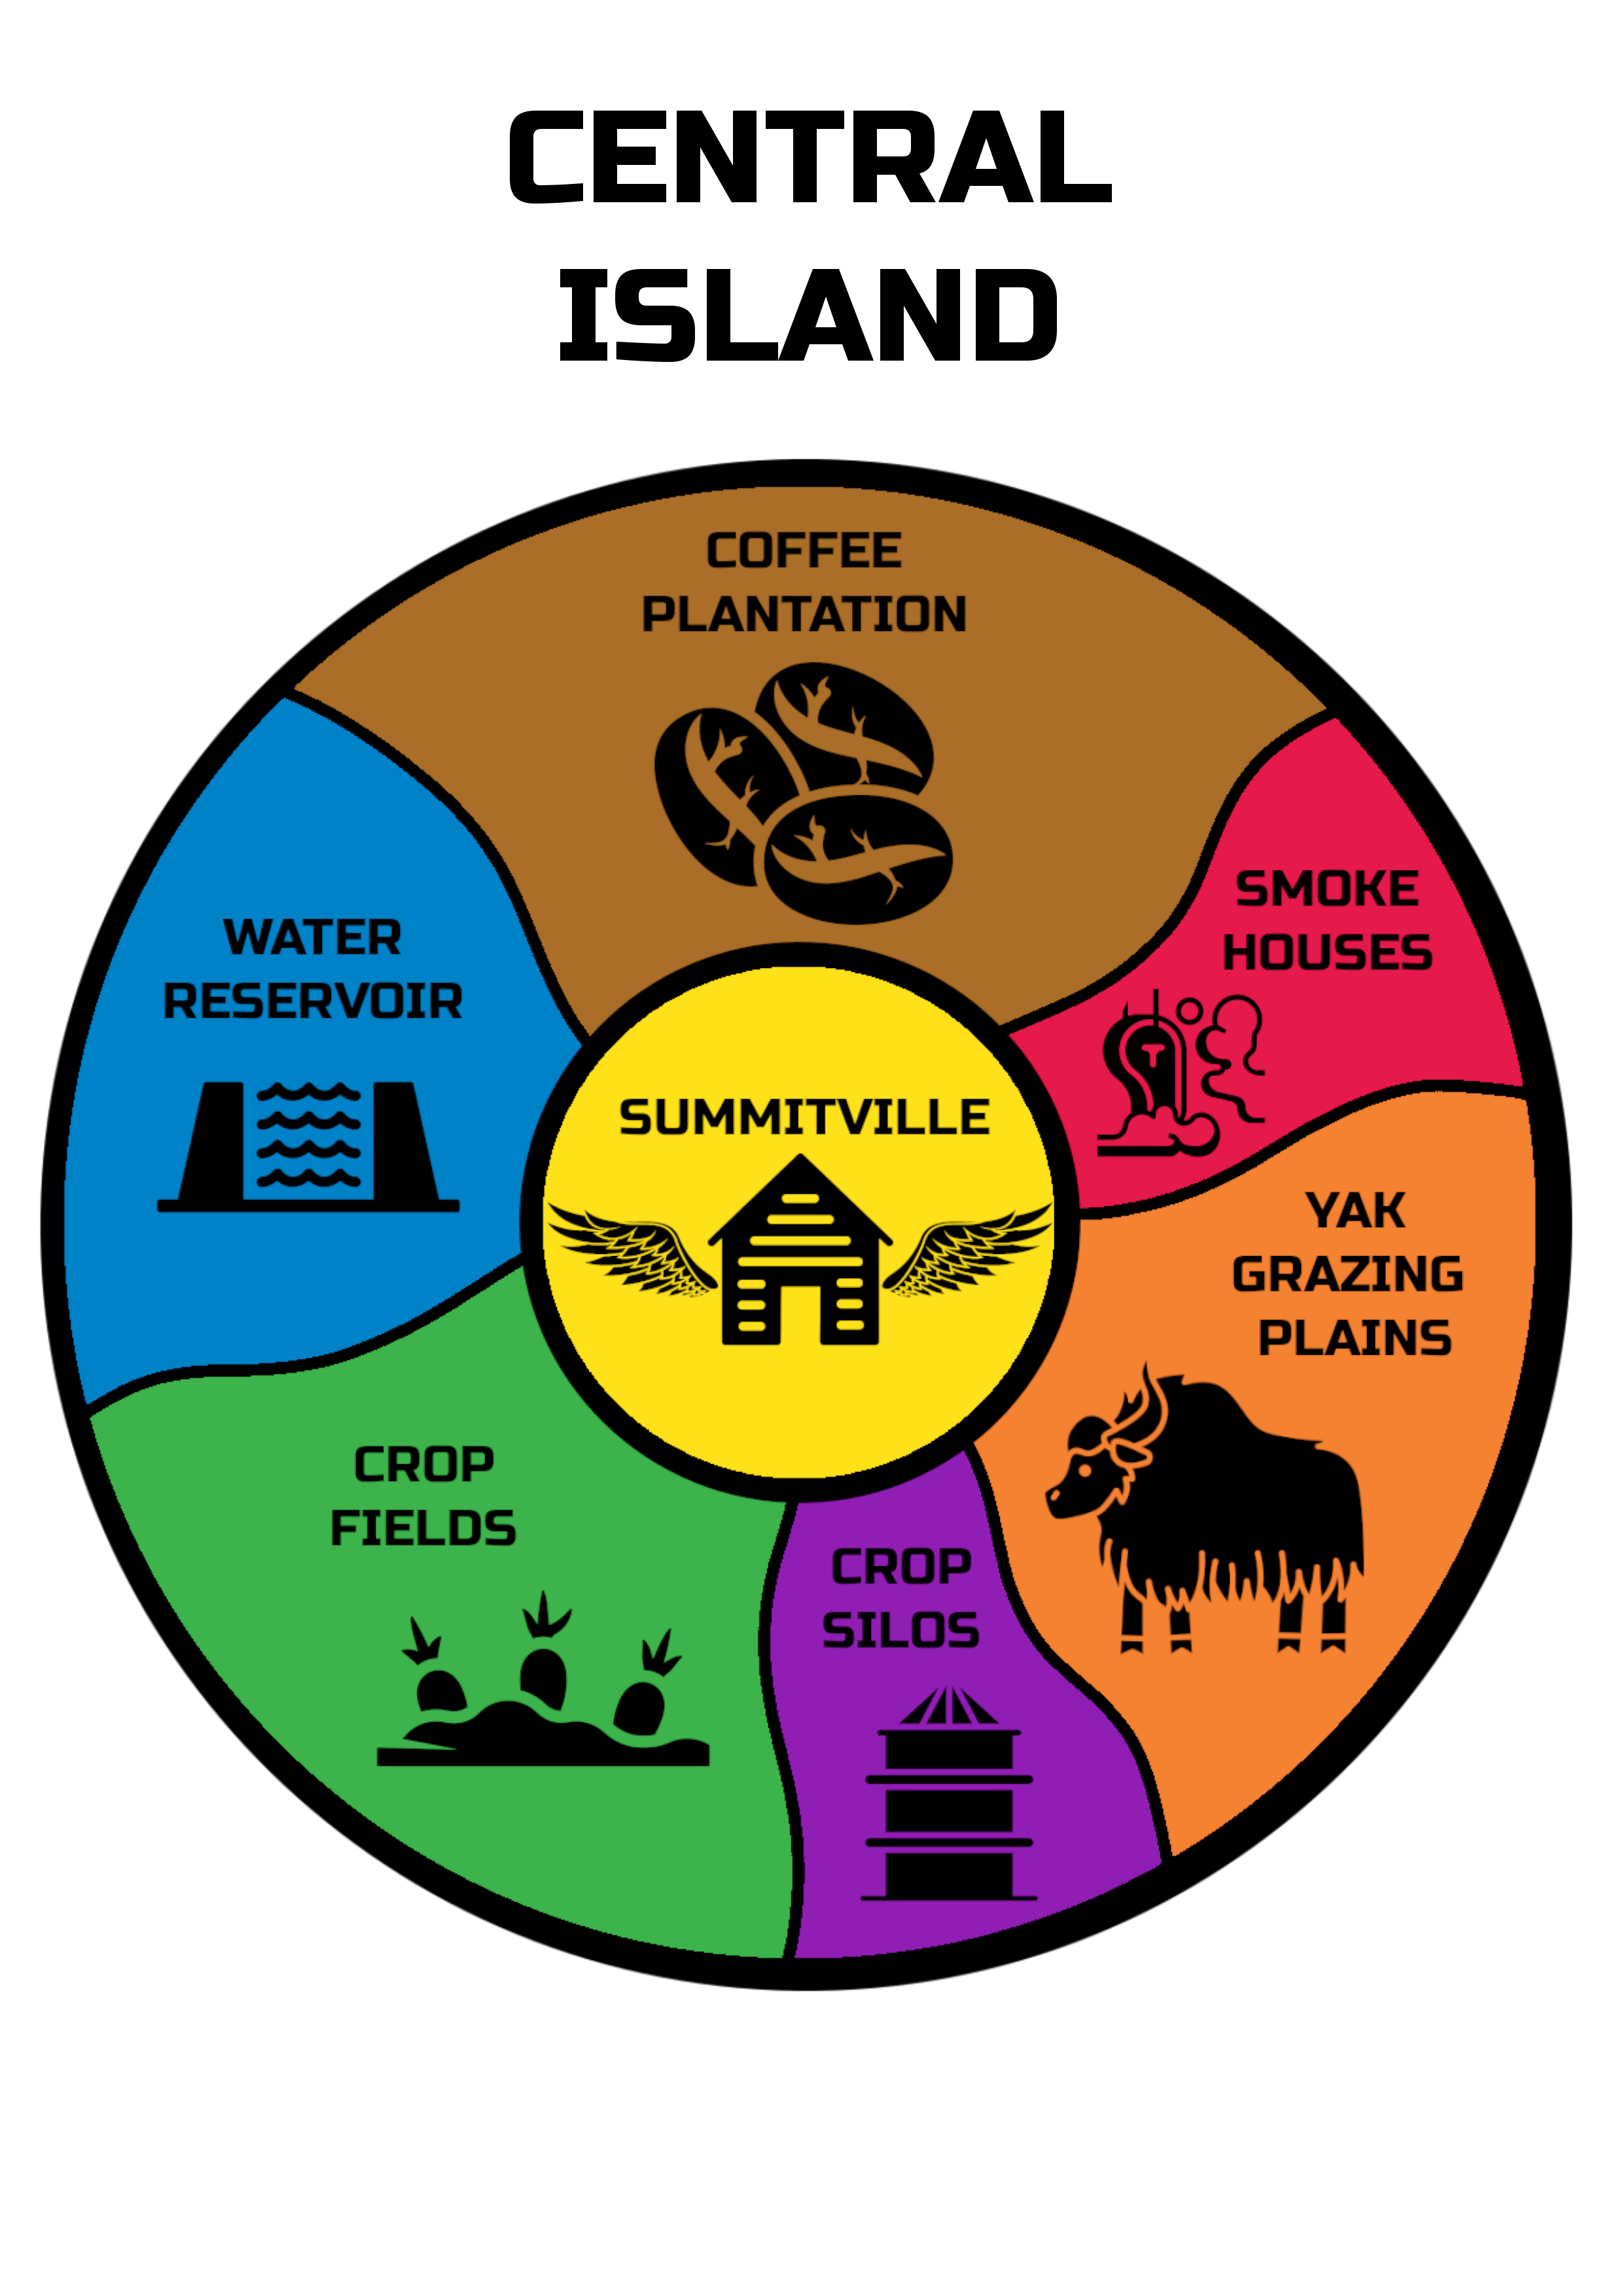 CENTRAL
ISLAND
COFFEE
PLANTATION
SMOKE
HOUSES
WATER
RESERVOIR
SUMMITVILLE
YAK
GRAZING
PLAINS
CROP
FIELDS
CROP
SILOS